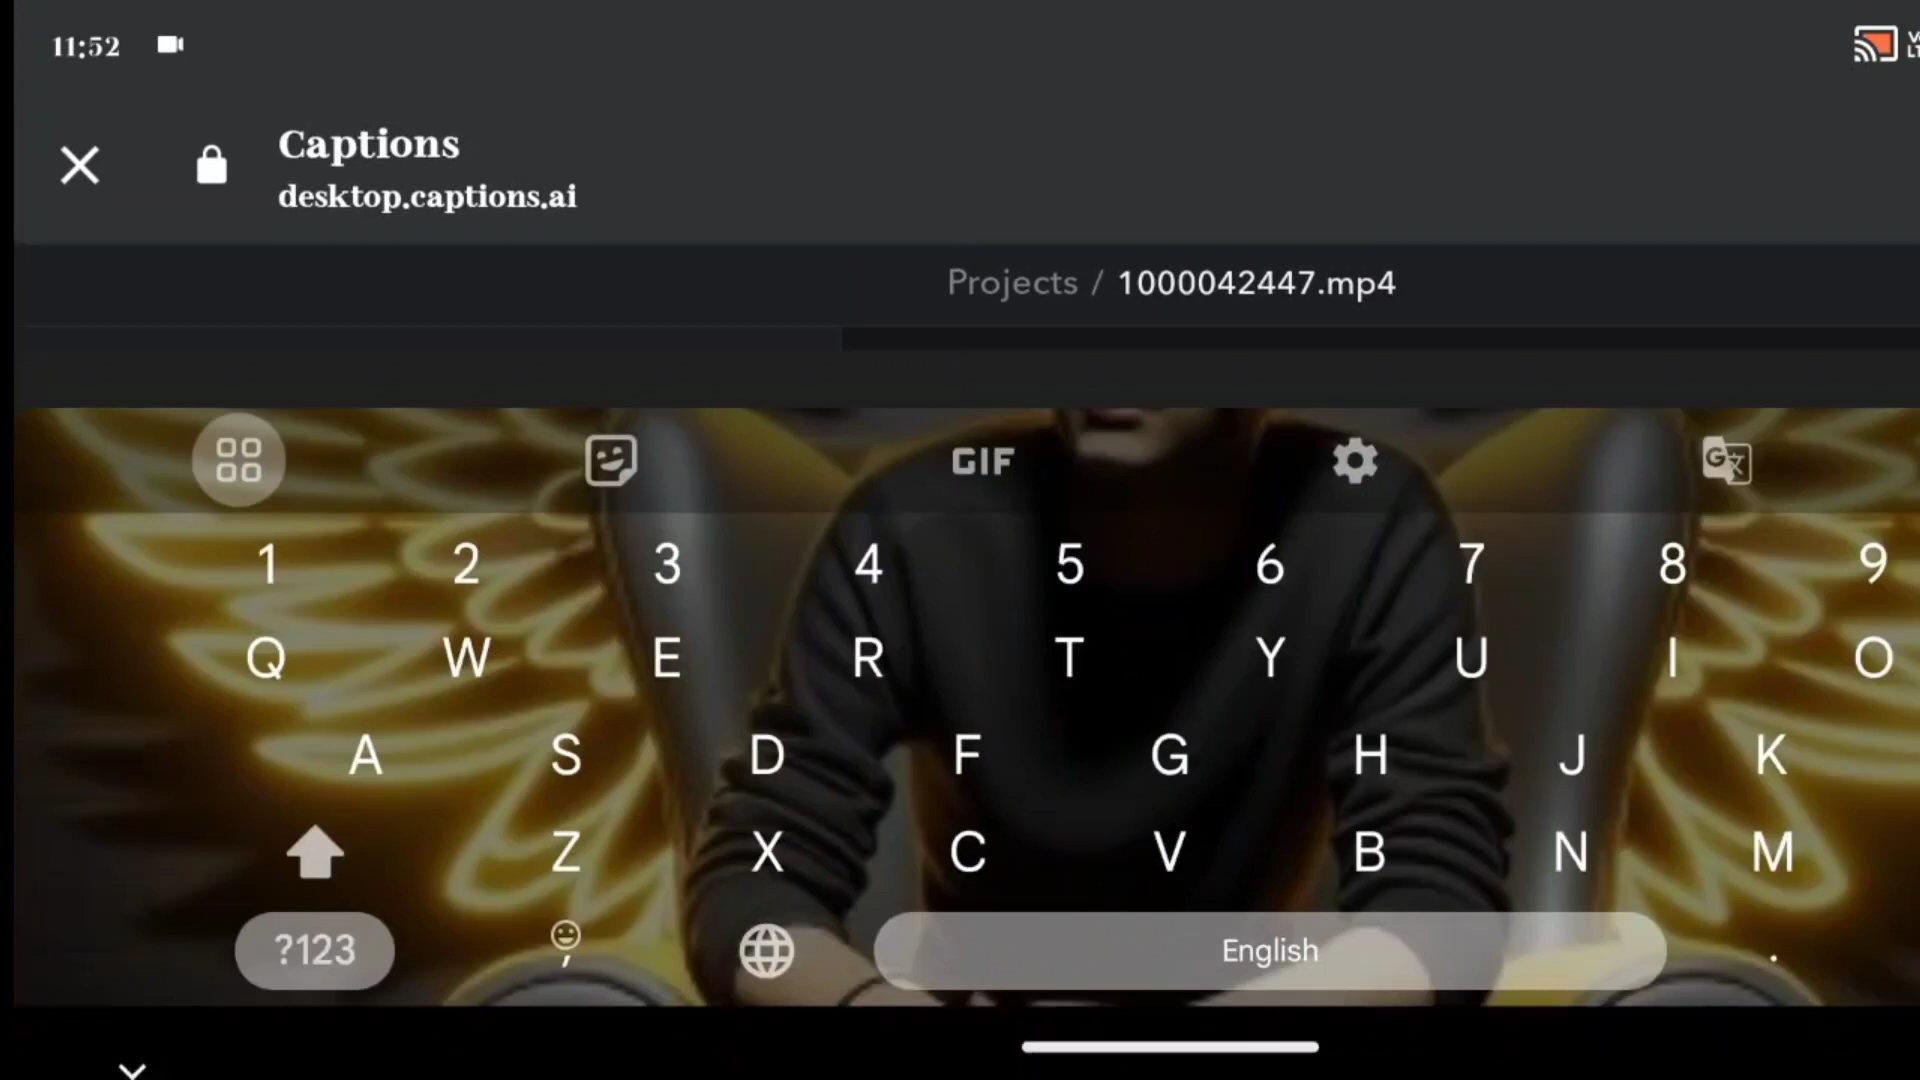 11:52
Captions
desktop.captions.ai
Projects / 1000042447.mp4
GIF
1 2 3 4 5 6 7 8 9
Q W E R T Y U I O
A S D F G H J K
Z X C V B N M
?123 , English .